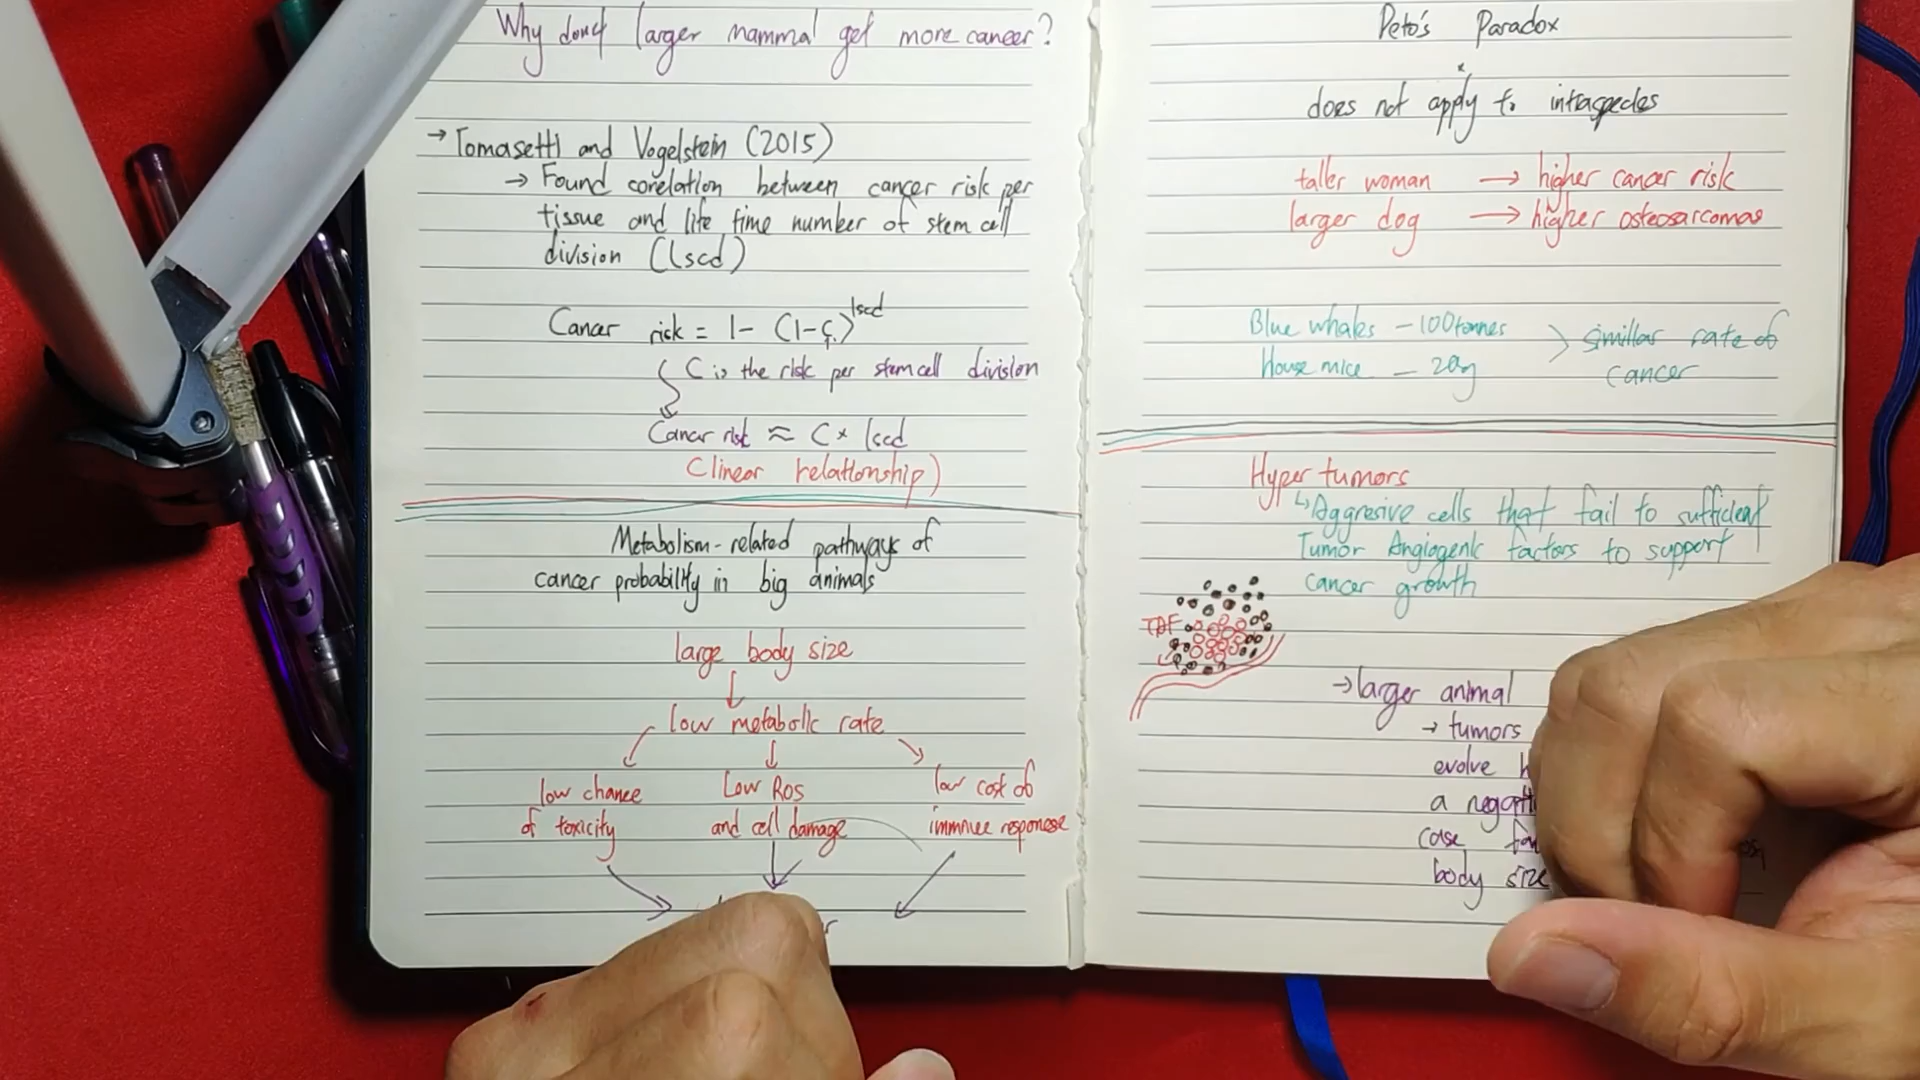 Why dont larger mammal get more cancer?
→ Tomasetti and Vogelstein (2015)
→ Found corelation between cancer risk per
tissue and life time number of stem cell
division (lscd)
Cancer risk = 1- (1-c)^lscd
C is the risk per stem cell division
Cancer risk ≈ C × lscd
(linear relationship)
Metabolism-related pathways of
cancer probability in big animals
large body size
low metabolic rate
low chance
of toxicity
Low Ros
and cell damage
low cost of
immnue response
Peto's Paradox
does not apply to intraspecies
taller woman → higher cancer risk
larger dog → higher osteosarcomas
Blue whales - 100 tonnes
House mice - 20g
simillar rate of
cancer
Hyper tumors
↳ Aggresive cells that fail to sufficient
Tumor Angiogenic factors to support
cancer growth
→ larger animal
→ tumors
evolve
a
case
body size